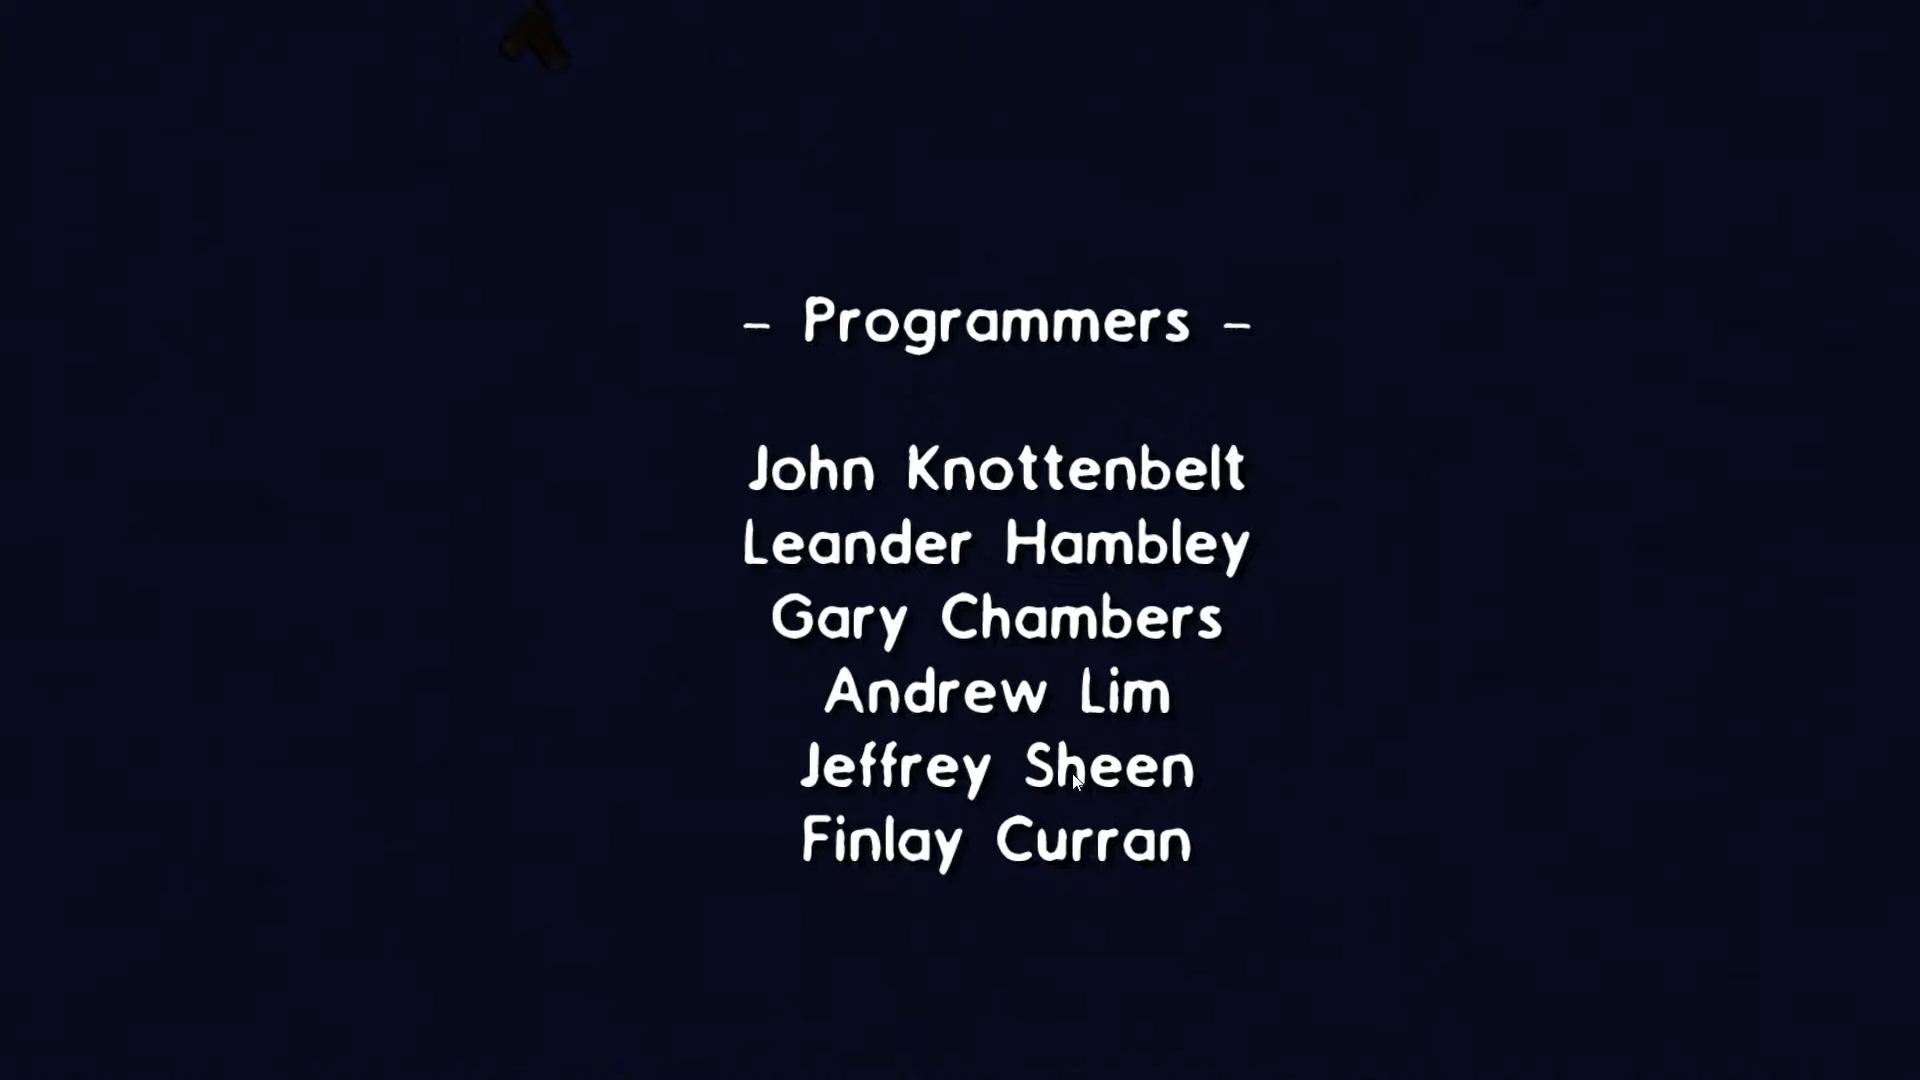 - Programmers -
John Knottenbelt
Leander Hambley
Gary Chambers
Andrew Lim
Jeffrey Sheen
Finlay Curran